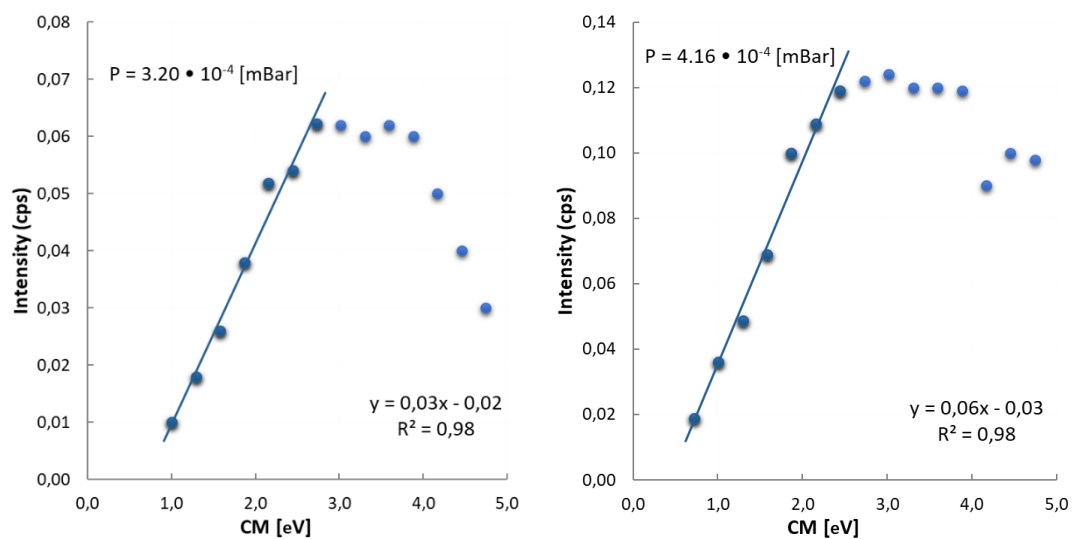 0,08
0,07
0,06
0,05
0,04
0,03
0,02
0,01
0,00
Intensity (cps)
P = 3.20 • 10⁻⁴ [mBar]
y = 0,03x - 0,02
R² = 0,98
0,0 1,0 2,0 3,0 4,0 5,0
CM [eV]
0,14
0,12
0,10
0,08
0,06
0,04
0,02
0,00
Intensity (cps)
P = 4.16 • 10⁻⁴ [mBar]
y = 0,06x - 0,03
R² = 0,98
0,0 1,0 2,0 3,0 4,0 5,0
CM [eV]